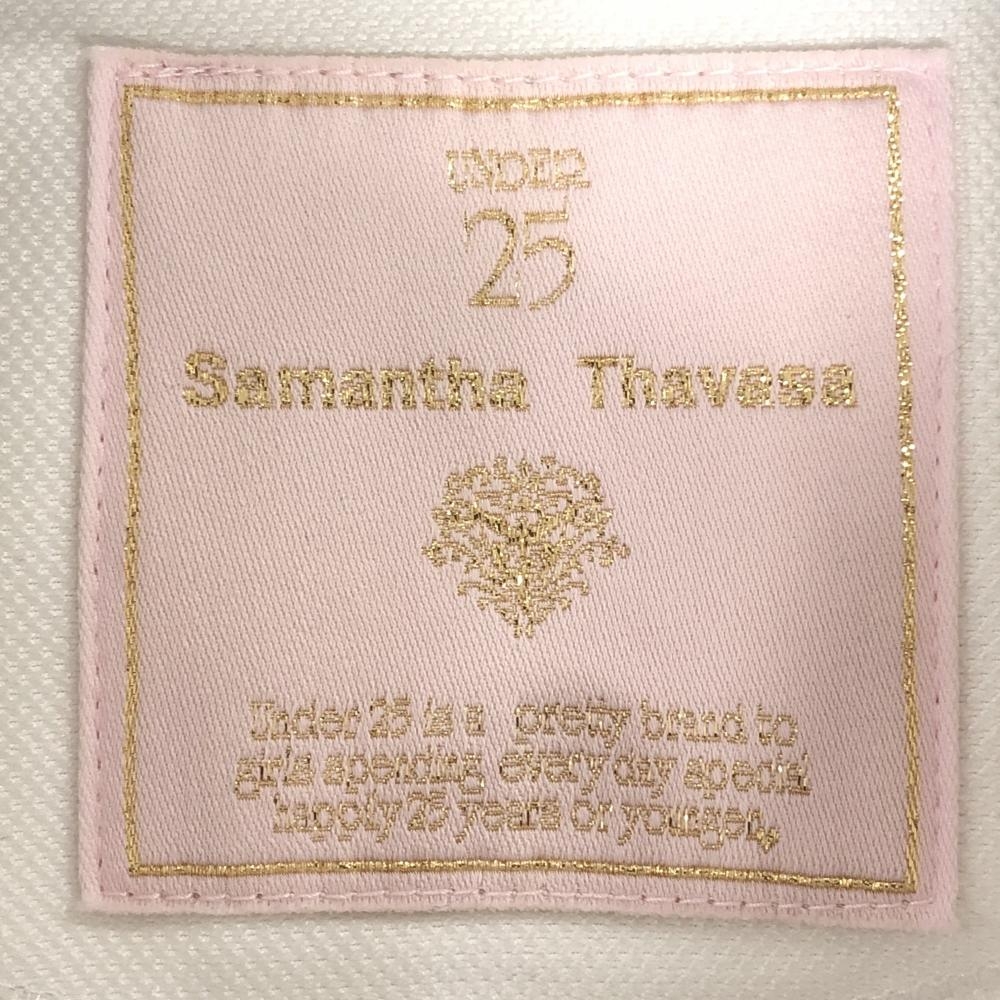 UNDER
25
Samantha Thavasa
Under 25 is a pretty brand to
girls spending every day special
happily 25 years or younger.